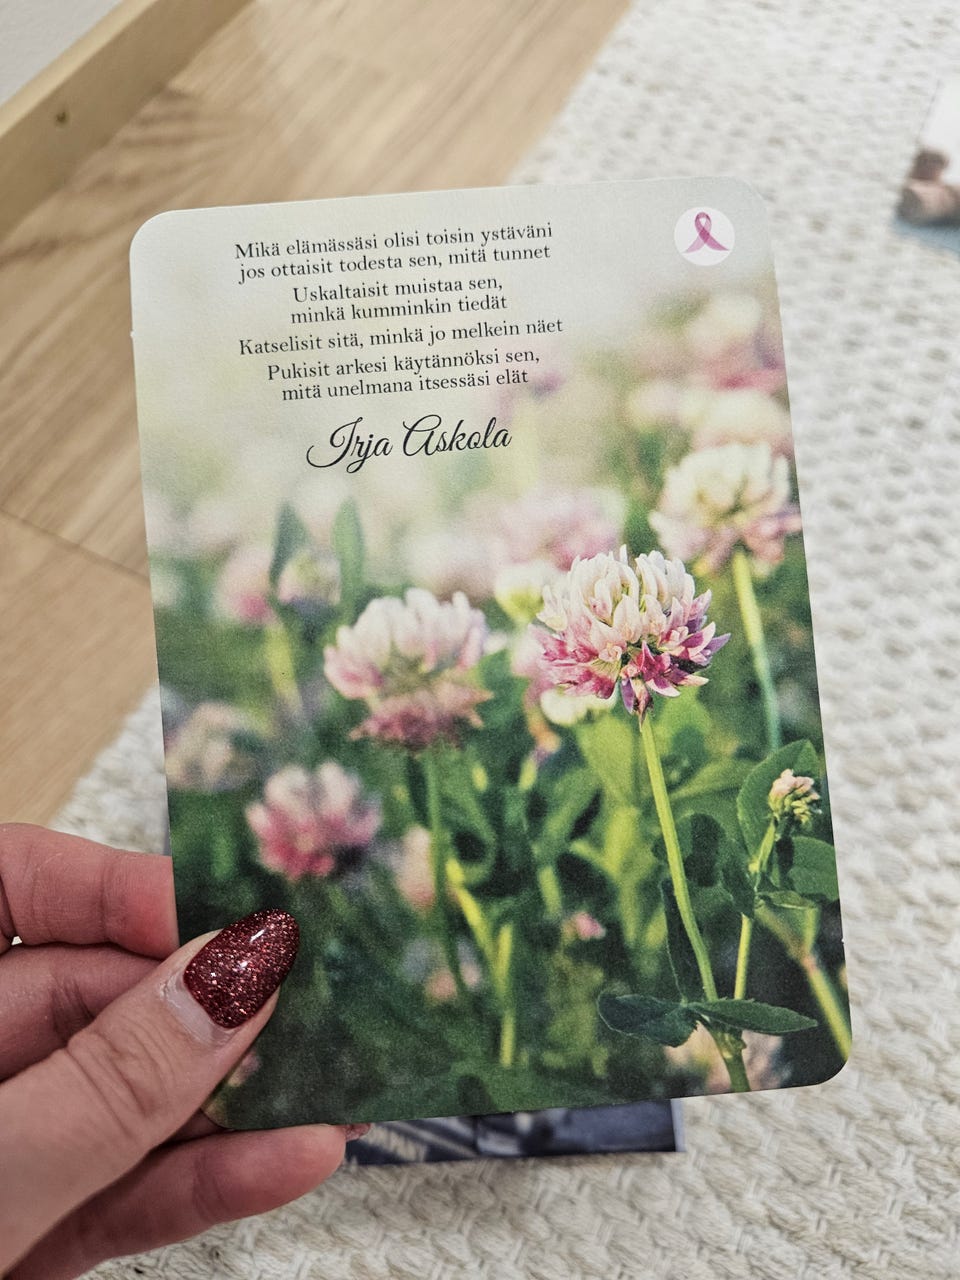 Mikä elämässäsi olisi toisin ystäväni
jos ottaisit todesta sen, mitä tunnet
Uskaltaisit muistaa sen,
minkä kumminkin tiedät
Katselisit sitä, minkä jo melkein näet
Pukisit arkesi käytännöksi sen,
mitä unelmana itsessäsi elät
Irja Askola